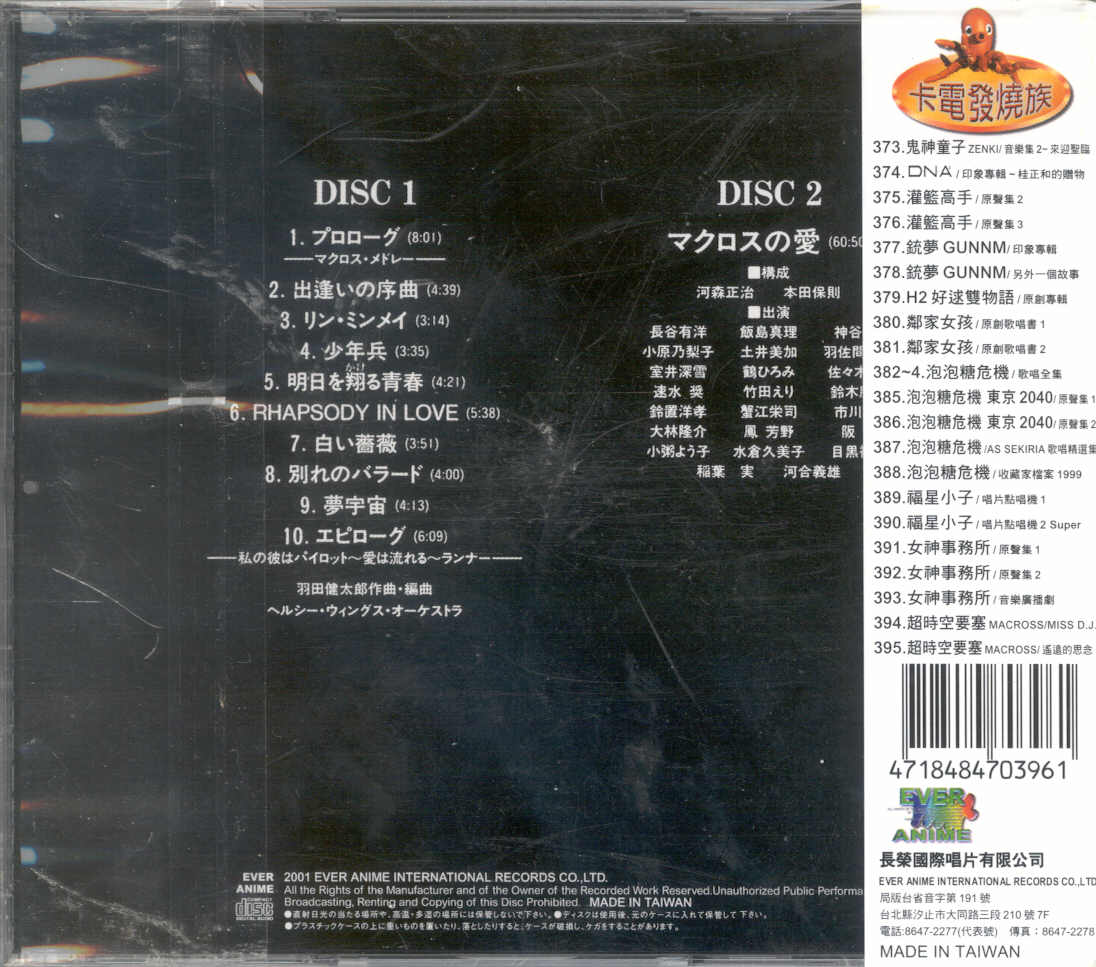 DISC 1
1. プロローグ (8:01)
マクロス・メドレー
2. 出逢いの序曲 (4:39)
3. リン・ミンメイ (3:14)
4. 少年兵 (3:35)
5. 明日を翔る青春 (4:21)
かけ
6. RHAPSODY IN LOVE (5:38)
7. 白い薔薇 (3:51)
8. 別れのバラード (4:00)
9. 夢宇宙 (4:13)
10. エピローグ (6:09)
私の彼はパイロット〜愛は流れる〜ランナー
羽田健太郎作曲・編曲
ヘルシー・ウィングス・オーケストラ
DISC 2
マクロスの愛 (60:50
■構成
河森正治 本田保則
■出演
長谷有洋 飯島真理 神谷
小原乃梨子 土井美加 羽佐間
室井深雪 鶴ひろみ 佐々木
速水 奨 竹田えり 鈴木
鈴置洋孝 蟹江栄司 市川
大林隆介 鳳 芳野 阪
小粥よう子 水倉久美子 目黒
稲葉 実 河合義雄
EVER ANIME
2001 EVER ANIME INTERNATIONAL RECORDS CO.,LTD.
All the Rights of the Manufacturer and of the Owner of the Recorded Work Reserved.Unauthorized Public Performa
Broadcasting, Renting and Copying of this Disc Prohibited. .MADE IN TAIWAN
COMPACT disc DIGITAL AUDIO
●直射日光の当たる場所や、高温・多湿の場所には保管しないで下さい。●ディスクは使用後、元のケースに入れて保管して下さい。
●プラスチックケースの上に重いものを置いたり、落としたりすると、ケースが破損し、ケガをすることがあります。
卡電發燒族
373.鬼神童子 ZENKI/ 音樂集2~ 來迎聖臨
374.DNA² / 印象專輯 ~ 桂正和的贈物
375.灌籃高手 / 原聲集 2
376.灌籃高手 / 原聲集 3
377.銃夢 GUNNM/ 印象專輯
378.銃夢 GUNNM/ 另外一個故事
379.H2 好逑雙物語 / 原創專輯
380.鄰家女孩 / 原創歌唱書 1
381.鄰家女孩 / 原創歌唱書 2
382~4.泡泡糖危機 / 歌唱全集
385.泡泡糖危機 東京 2040/ 原聲集 1
386.泡泡糖危機 東京 2040/ 原聲集 2
387.泡泡糖危機 /AS SEKIRIA 歌唱精選集
388.泡泡糖危機 / 收藏家檔案 1999
389.福星小子 / 唱片點唱機 1
390.福星小子 / 唱片點唱機 2 Super
391.女神事務所 / 原聲集 1
392.女神事務所 / 原聲集 2
393.女神事務所 / 音樂廣播劇
394.超時空要塞 MACROSS/MISS D.J.
395.超時空要塞 MACROSS/ 遙遠的思念
4718484703961
EVER
ANIME
長榮國際唱片有限公司
EVER ANIME INTERNATIONAL RECORDS CO.,LTD
局版台省音字第 191 號
台北縣汐止市大同路三段 210 號 7F
電話:8647-2277(代表號) 傳真:8647-2278
MADE IN TAIWAN